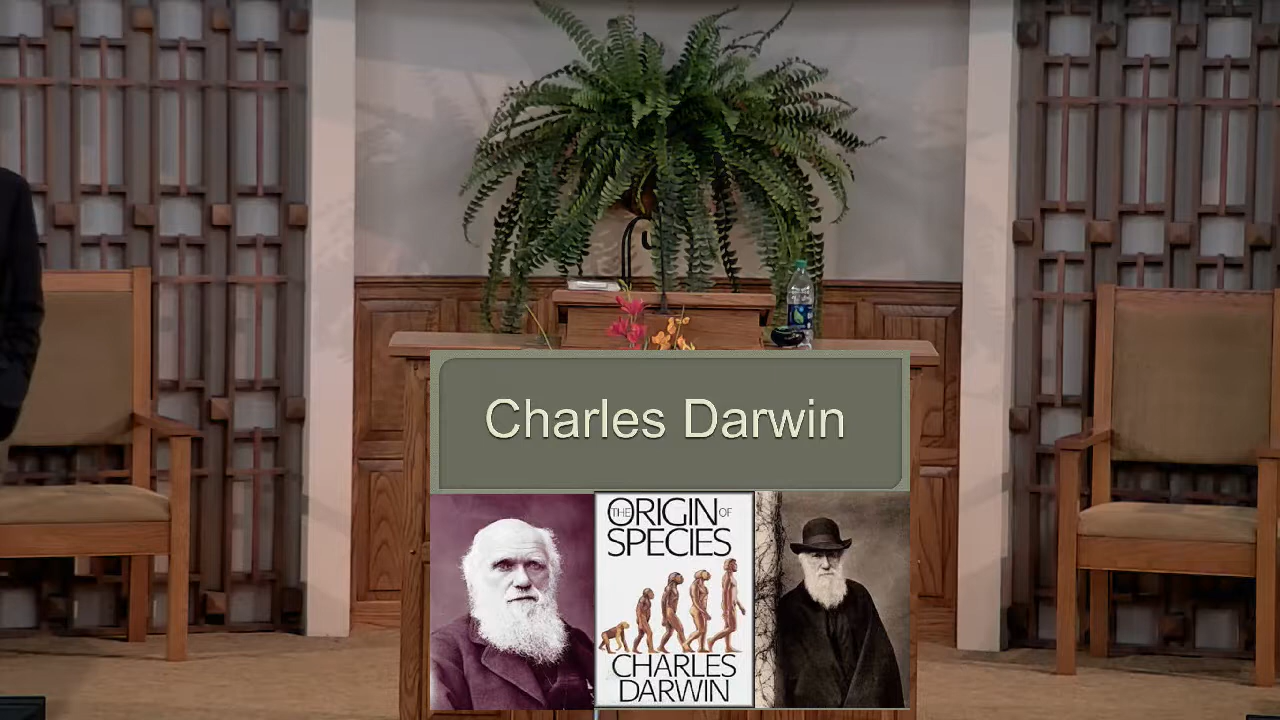 Charles Darwin
THE ORIGIN OF
SPECIES
CHARLES
DARWIN